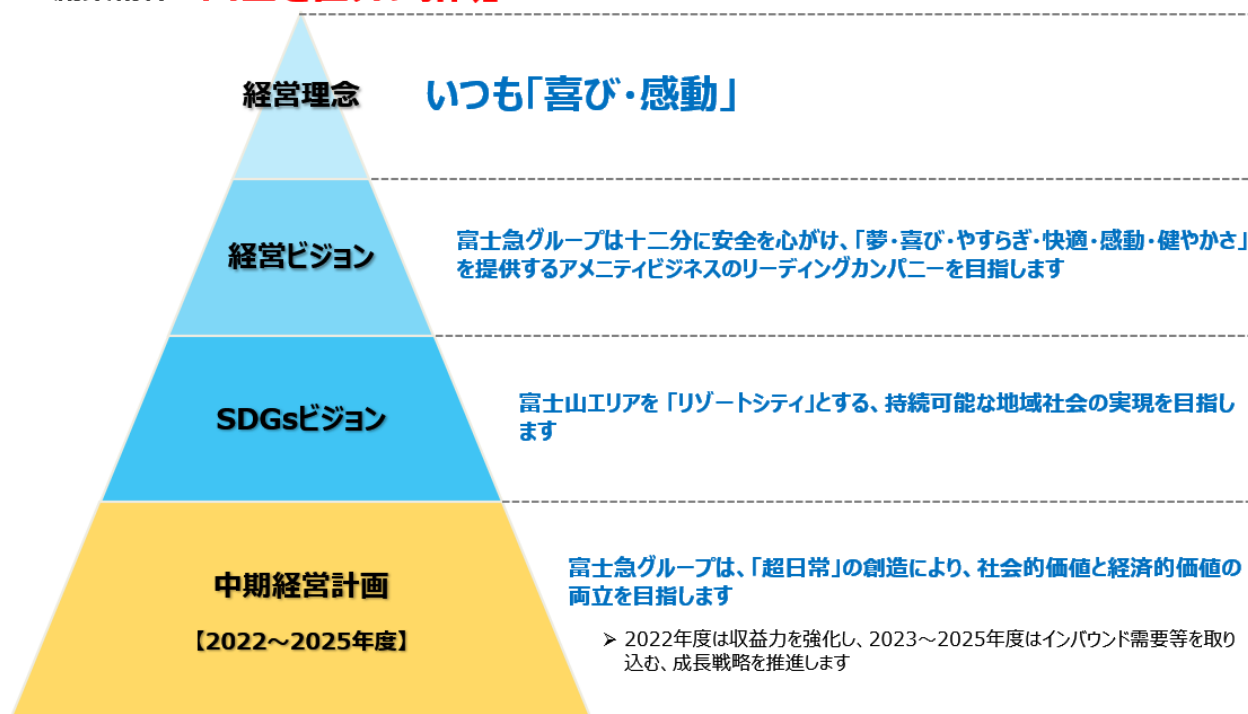 経営理念
いつも「喜び・感動」
経営ビジョン
富士急グループは十二分に安全を心がけ、「夢・喜び・やすらぎ・快適・感動・健やかさ」
を提供するアメニティビジネスのリーディングカンパニーを目指します
SDGsビジョン
富士山エリアを「リゾートシティ」とする、持続可能な地域社会の実現を目指し
ます
中期経営計画
【2022～2025年度】
富士急グループは、「超日常」の創造により、社会的価値と経済的価値の
両立を目指します
➢ 2022年度は収益力を強化し、2023～2025年度はインバウンド需要等を取り
込む、成長戦略を推進します